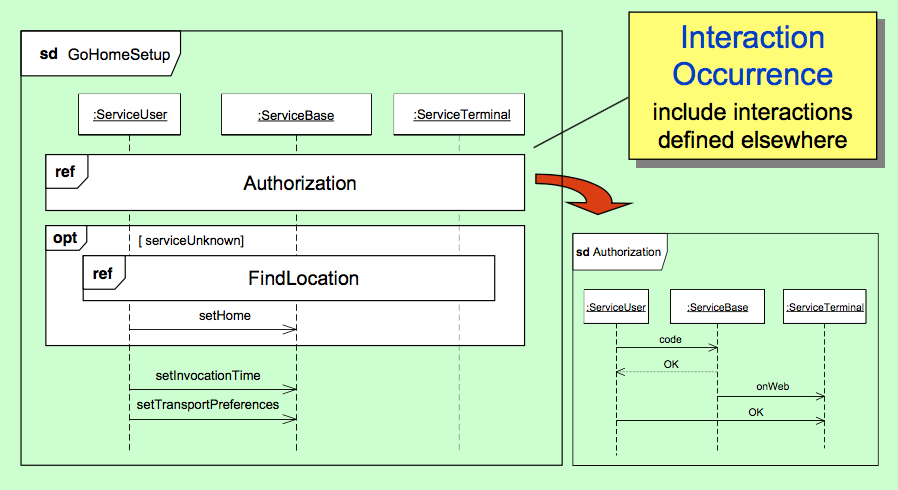 sd GoHomeSetup
:ServiceUser
:ServiceBase
:ServiceTerminal
ref
Authorization
opt
[ serviceUnknown]
ref
FindLocation
setHome
setInvocationTime
setTransportPreferences
Interaction
Occurrence
include interactions
defined elsewhere
sd Authorization
:ServiceUser
:ServiceBase
:ServiceTerminal
code
OK
onWeb
OK